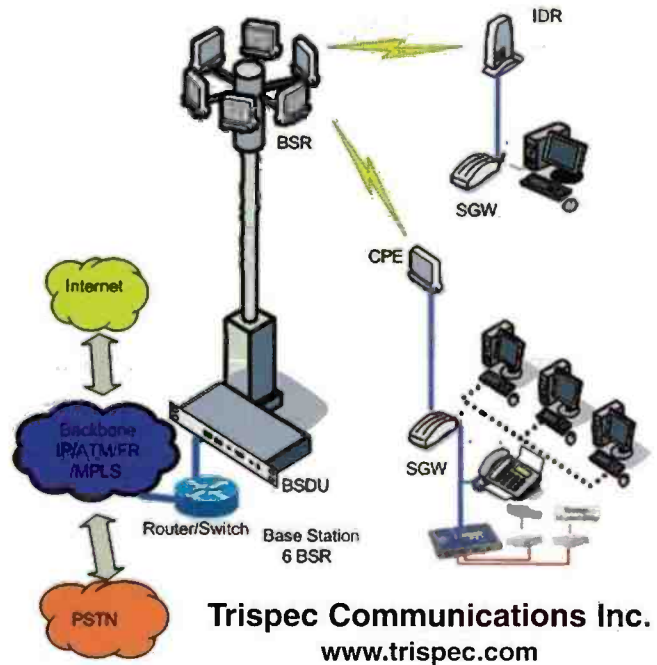 IDR
BSR
SGW
CPE
Internet
Backbone
IP/ATM/FR
/MPLS
SGW
BSDU
Router/Switch
Base Station
6 BSR
PSTN
Trispec Communications Inc.
www.trispec.com